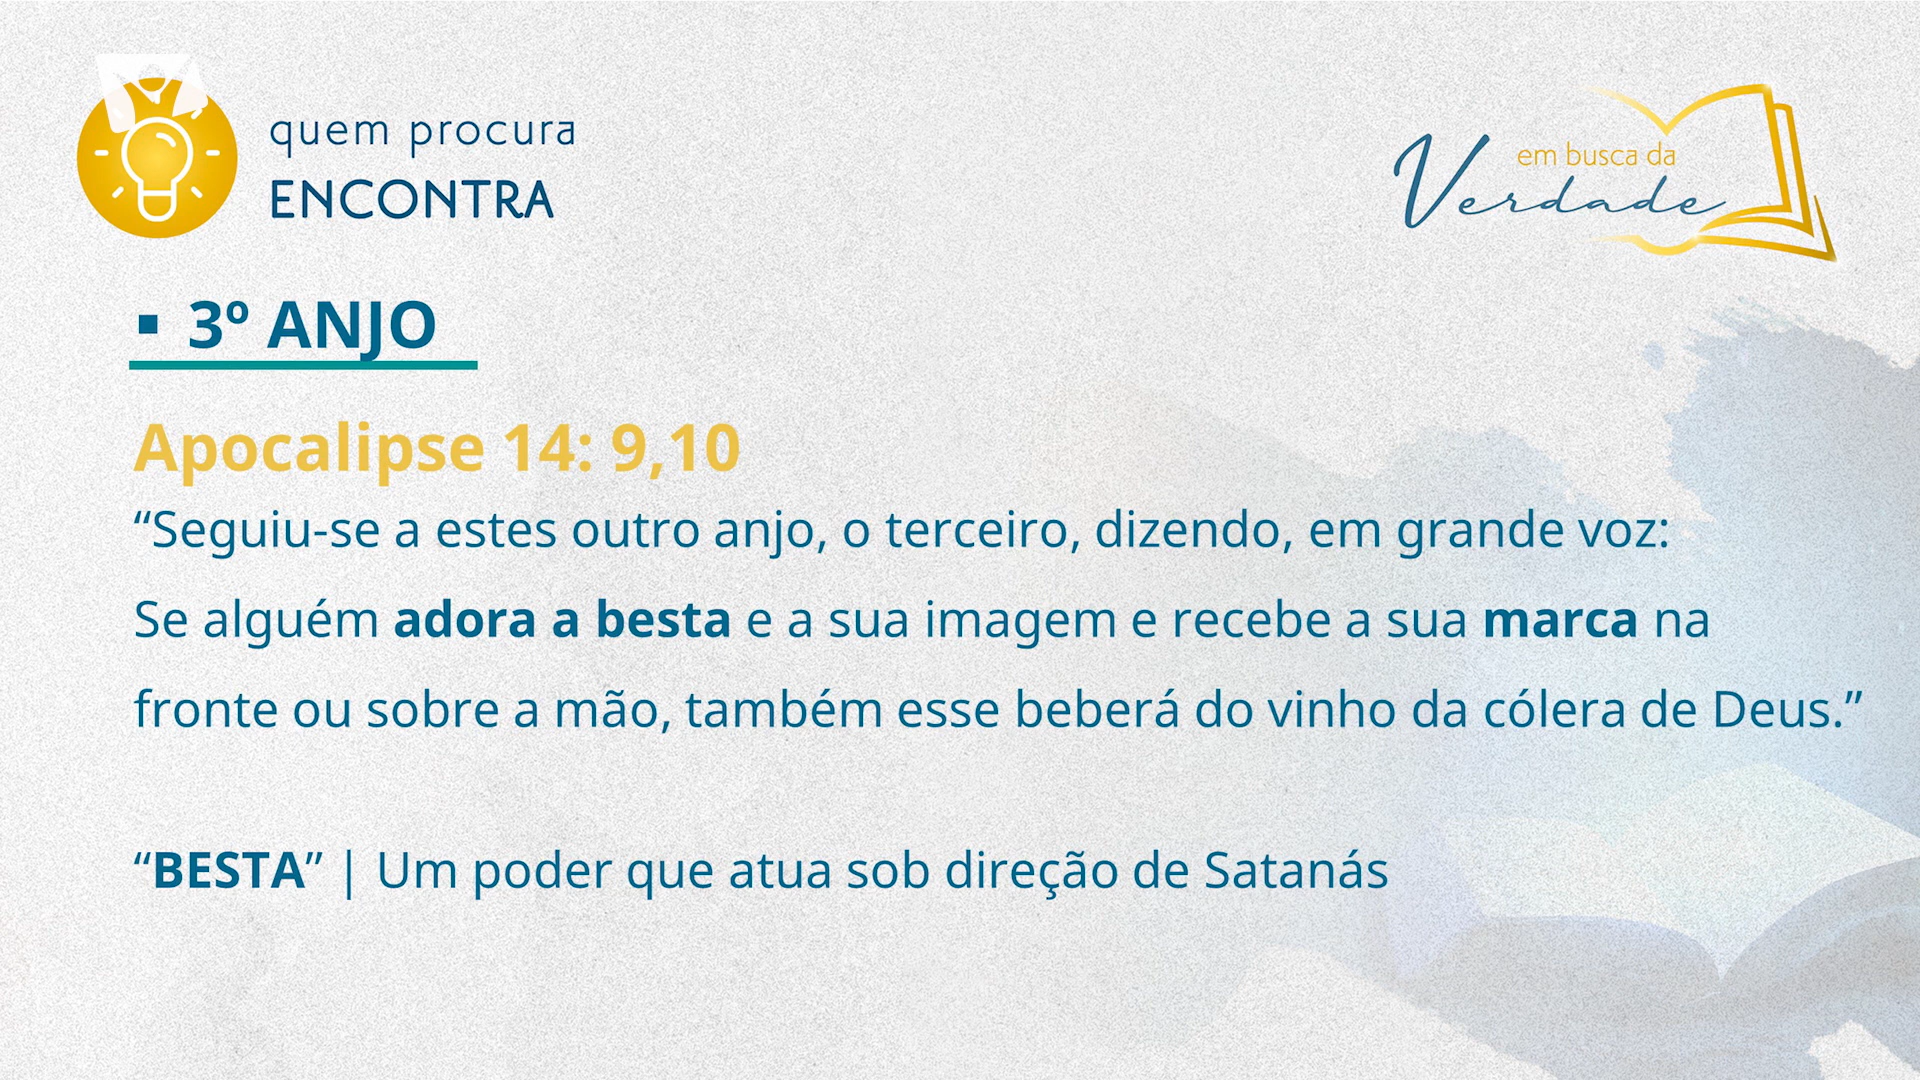 quem procura
ENCONTRA
em busca da
Verdade
▪ 3º ANJO
Apocalipse 14: 9,10
“Seguiu-se a estes outro anjo, o terceiro, dizendo, em grande voz:
Se alguém adora a besta e a sua imagem e recebe a sua marca na
fronte ou sobre a mão, também esse beberá do vinho da cólera de Deus.”
“BESTA” | Um poder que atua sob direção de Satanás